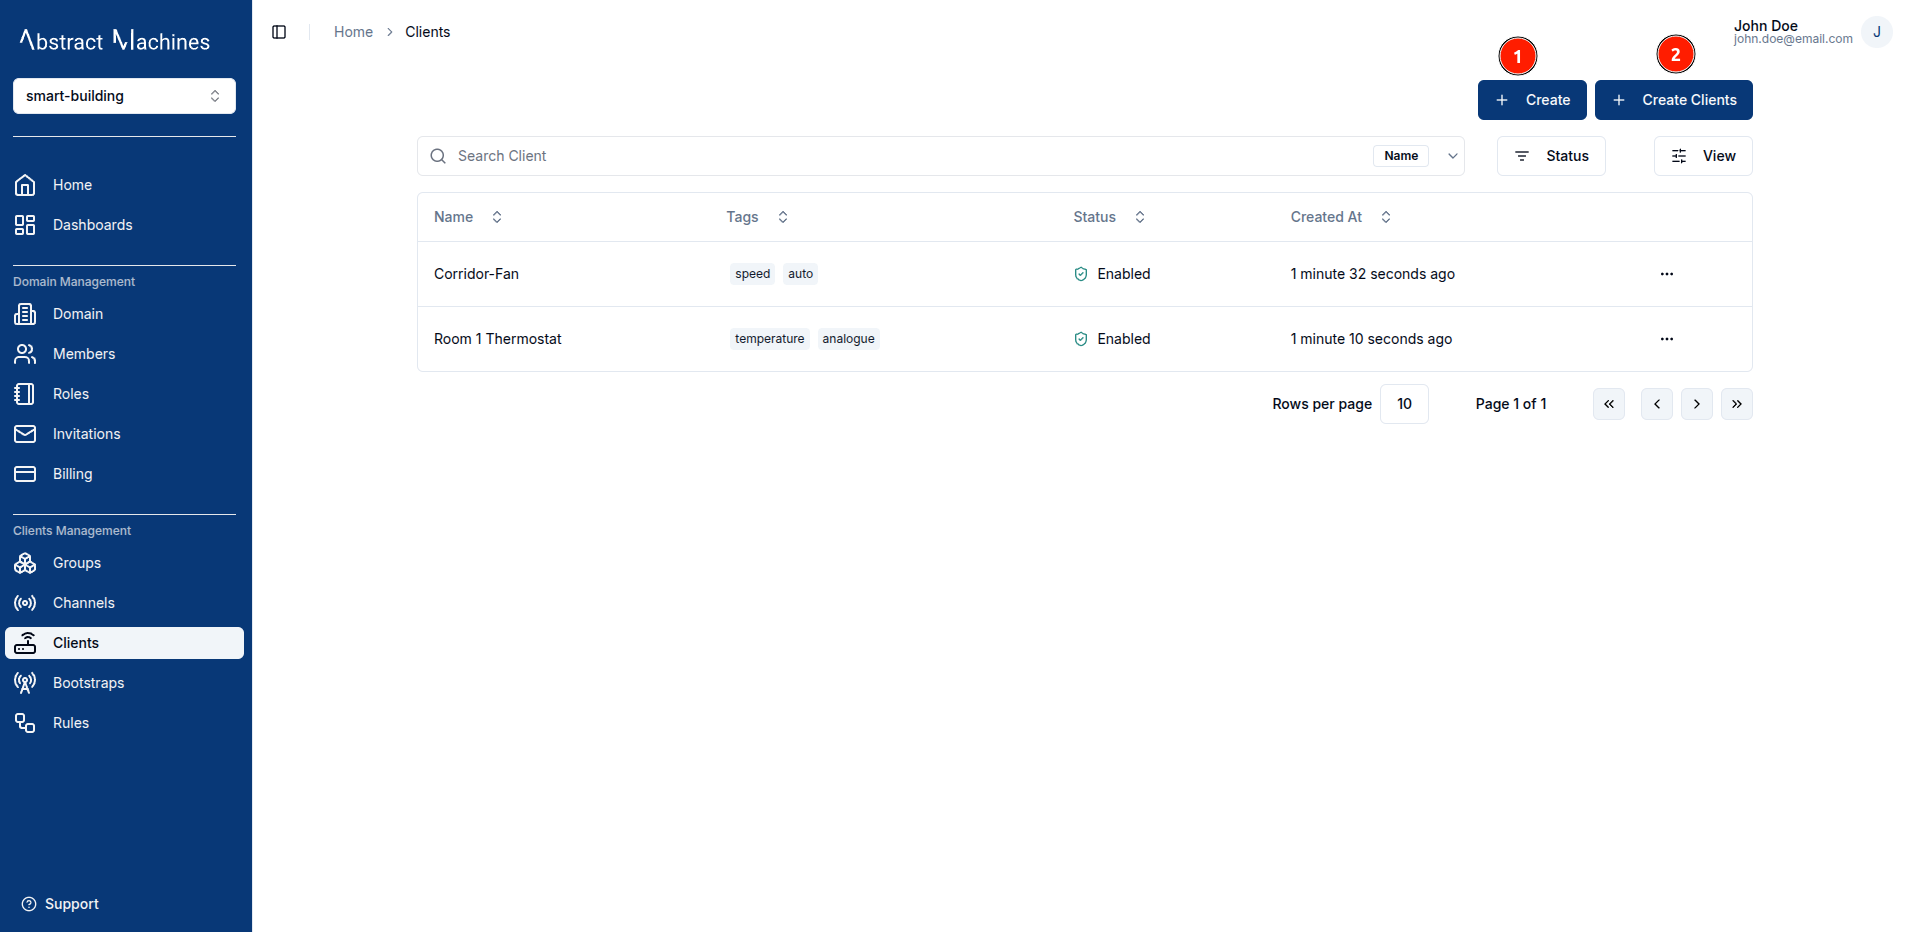 Abstract Machines
smart-building
Home
Dashboards
Domain Management
Domain
Members
Roles
Invitations
Billing
Clients Management
Groups
Channels
Clients
Bootstraps
Rules
Support
Home > Clients
John Doe
john.doe@email.com
J
1
2
+ Create
+ Create Clients
Search Client
Name
Status
View
Name Tags Status Created At
Corridor-Fan speed auto Enabled 1 minute 32 seconds ago ...
Room 1 Thermostat temperature analogue Enabled 1 minute 10 seconds ago ...
Rows per page 10 Page 1 of 1